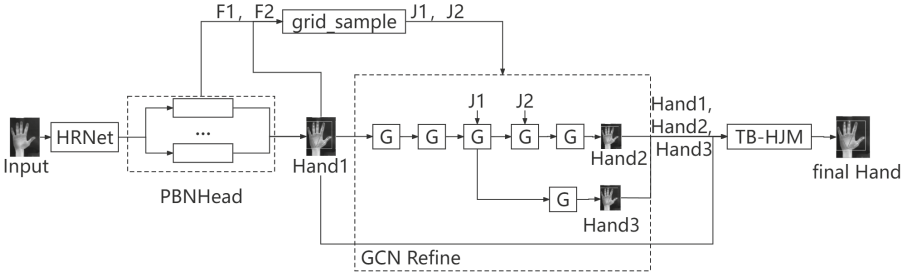 F1, F2
grid_sample
J1, J2
Input
HRNet
...
PBNHead
Hand1
G
G
J1
G
J2
G
G
Hand2
G
Hand3
GCN Refine
Hand1,
Hand2,
Hand3
TB-HJM
final Hand